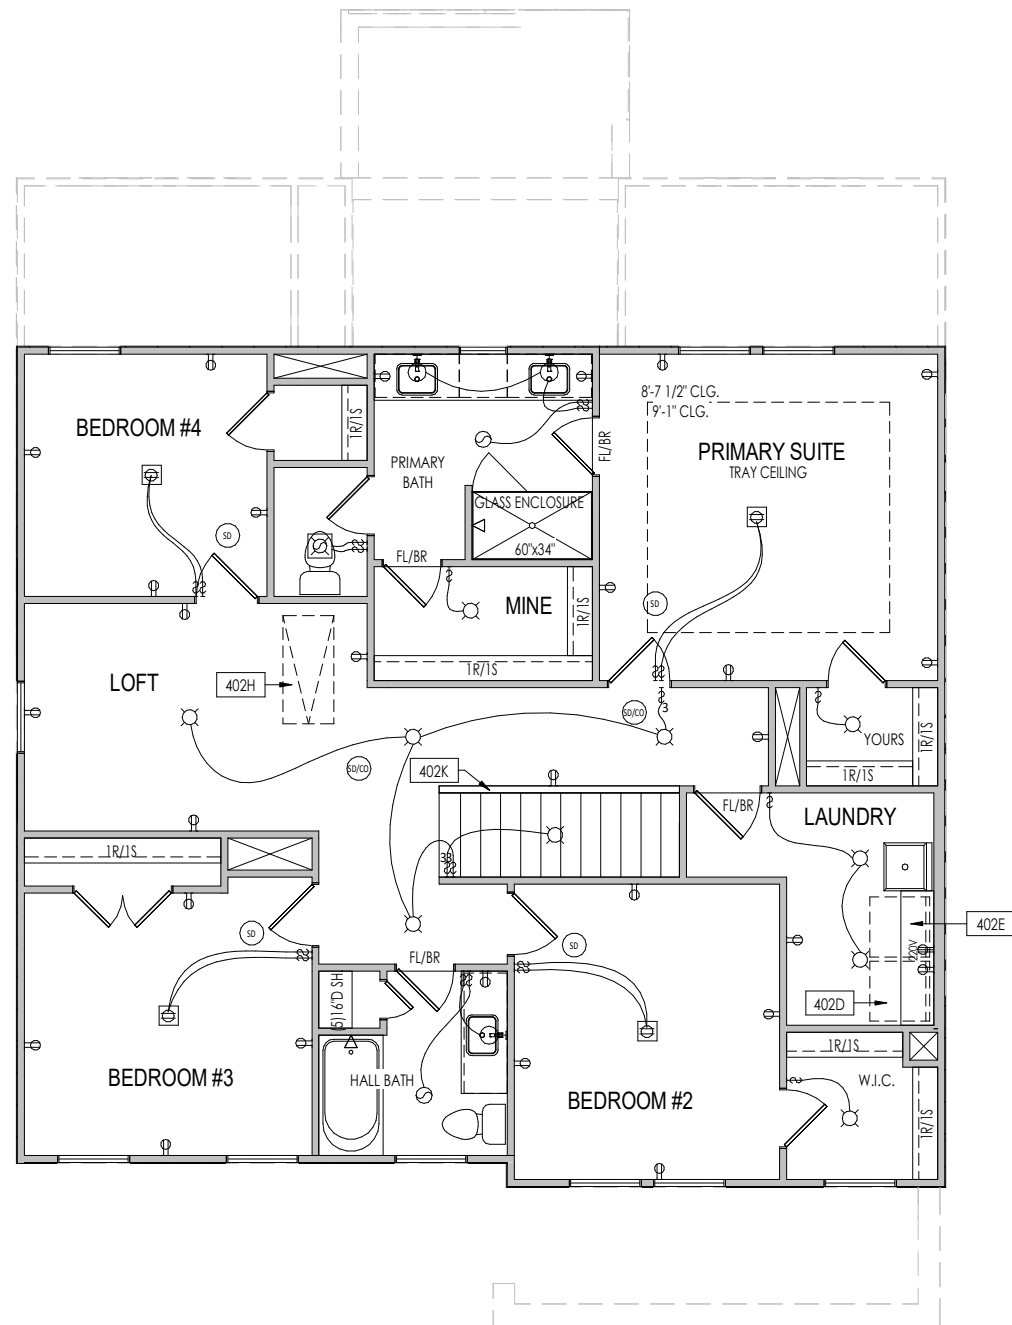 8'-7 1/2" CLG.
9'-1" CLG.
BEDROOM #4
1R/1S
FL/BR
PRIMARY SUITE
TRAY CEILING
PRIMARY
BATH
GLASS ENCLOSURE
60"x34"
SD
FL/BR
MINE
1R/1S
1R/1S
SD
LOFT
402H
SD/CO
3
YOURS
1R/1S
1R/1S
SD/CO
402K
FL/BR
LAUNDRY
1R/1S
33
SD
SD
FL/BR
402E
220V
402D
(5)16"D SH.
1R/1S
BEDROOM #3
HALL BATH
BEDROOM #2
W.I.C.
1R/1S